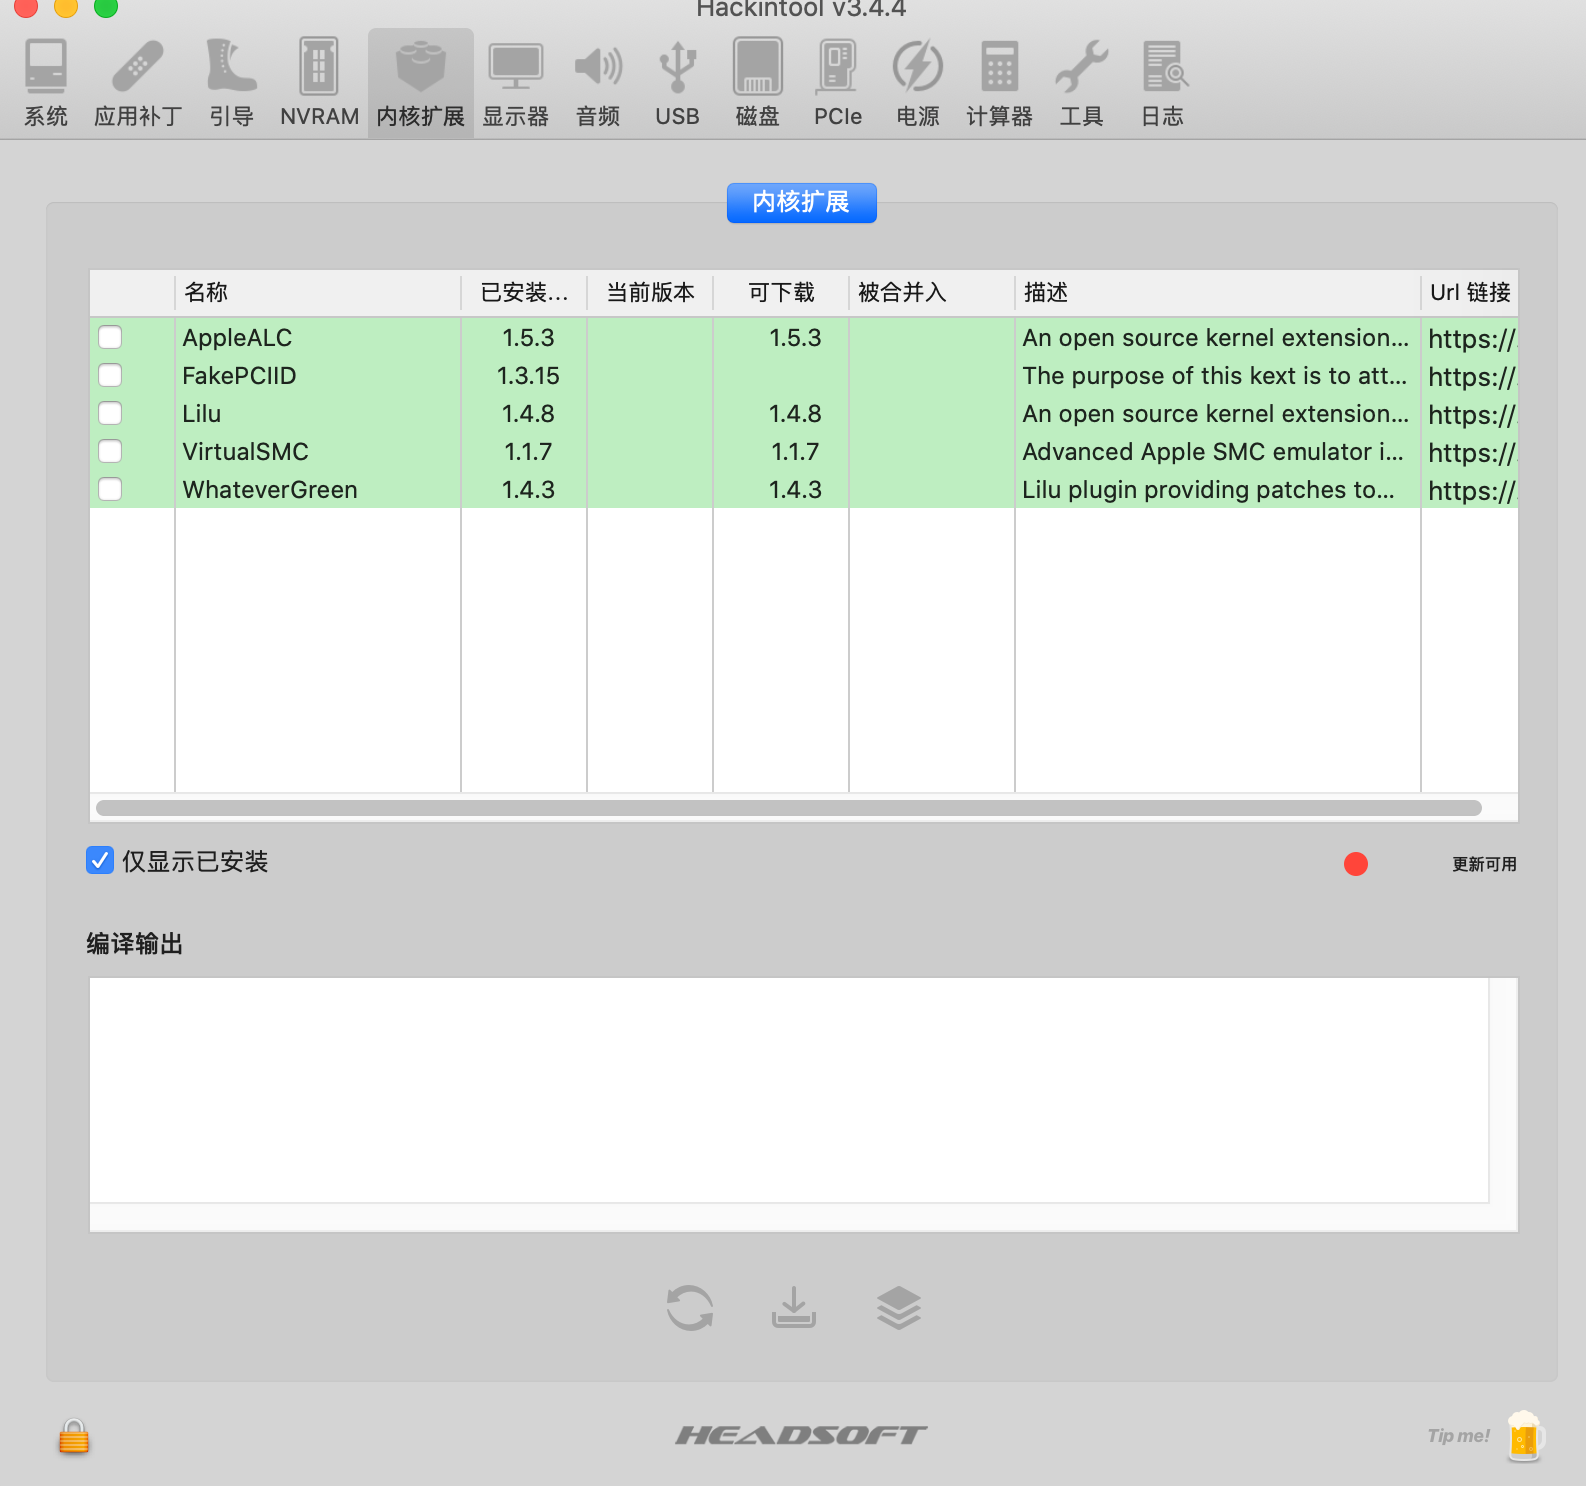 Hackintool v3.4.4
系统 应用补丁 引导 NVRAM 内核扩展 显示器 音频 USB 磁盘 PCIe 电源 计算器 工具 日志
内核扩展
名称 已安装... 当前版本 可下载 被合并入 描述 Url 链接
AppleALC 1.5.3 1.5.3 An open source kernel extension... https://.
FakePCIID 1.3.15 The purpose of this kext is to att... https://.
Lilu 1.4.8 1.4.8 An open source kernel extension... https://.
VirtualSMC 1.1.7 1.1.7 Advanced Apple SMC emulator i... https://.
WhateverGreen 1.4.3 1.4.3 Lilu plugin providing patches to... https://.
仅显示已安装 更新可用
编译输出
HEADSOFT Tip me!